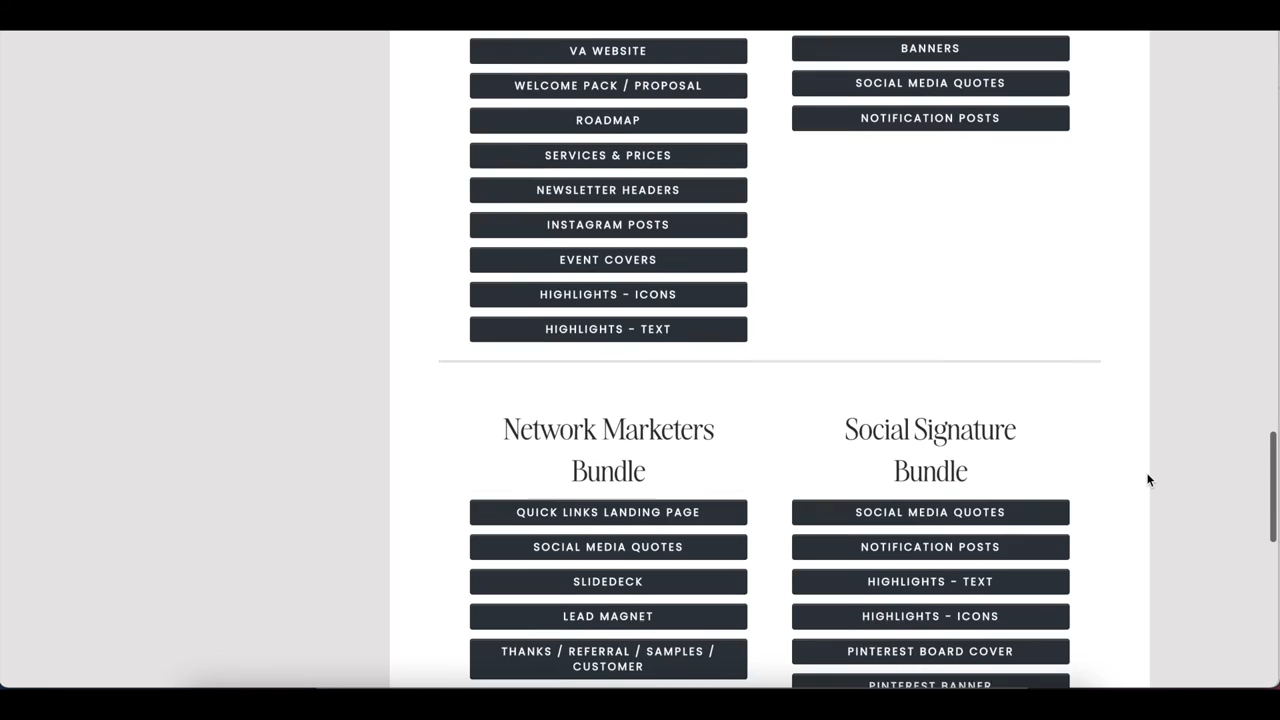 VA WEBSITE
WELCOME PACK / PROPOSAL
ROADMAP
SERVICES & PRICES
NEWSLETTER HEADERS
INSTAGRAM POSTS
EVENT COVERS
HIGHLIGHTS - ICONS
HIGHLIGHTS - TEXT
BANNERS
SOCIAL MEDIA QUOTES
NOTIFICATION POSTS
Network Marketers
Bundle
QUICK LINKS LANDING PAGE
SOCIAL MEDIA QUOTES
SLIDEDECK
LEAD MAGNET
THANKS / REFERRAL / SAMPLES /
CUSTOMER
Social Signature
Bundle
SOCIAL MEDIA QUOTES
NOTIFICATION POSTS
HIGHLIGHTS - TEXT
HIGHLIGHTS - ICONS
PINTEREST BOARD COVER
PINTEREST BANNER